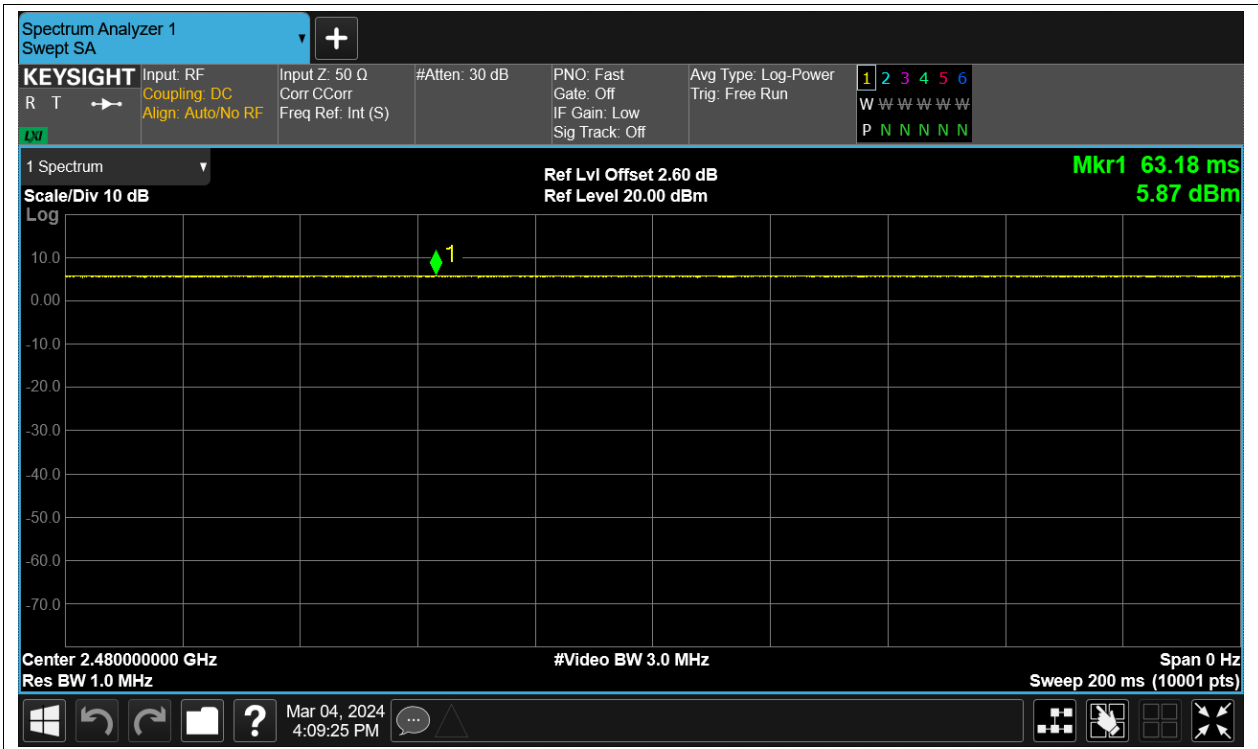 Spectrum Analyzer 1
Swept SA
KEYSIGHT
R T
LXI
Input: RF
Coupling: DC
Align: Auto/No RF
Input Z: 50 Ω
Corr CCorr
Freq Ref: Int (S)
#Atten: 30 dB
PNO: Fast
Gate: Off
IF Gain: Low
Sig Track: Off
Avg Type: Log-Power
Trig: Free Run
1 2 3 4 5 6
W W W W W W
P N N N N N
1 Spectrum
Scale/Div 10 dB
Log
Ref Lvl Offset 2.60 dB
Ref Level 20.00 dBm
Mkr1 63.18 ms
5.87 dBm
1
10.0
0.00
-10.0
-20.0
-30.0
-40.0
-50.0
-60.0
-70.0
Center 2.480000000 GHz
Res BW 1.0 MHz
#Video BW 3.0 MHz
Span 0 Hz
Sweep 200 ms (10001 pts)
?
Mar 04, 2024
4:09:25 PM